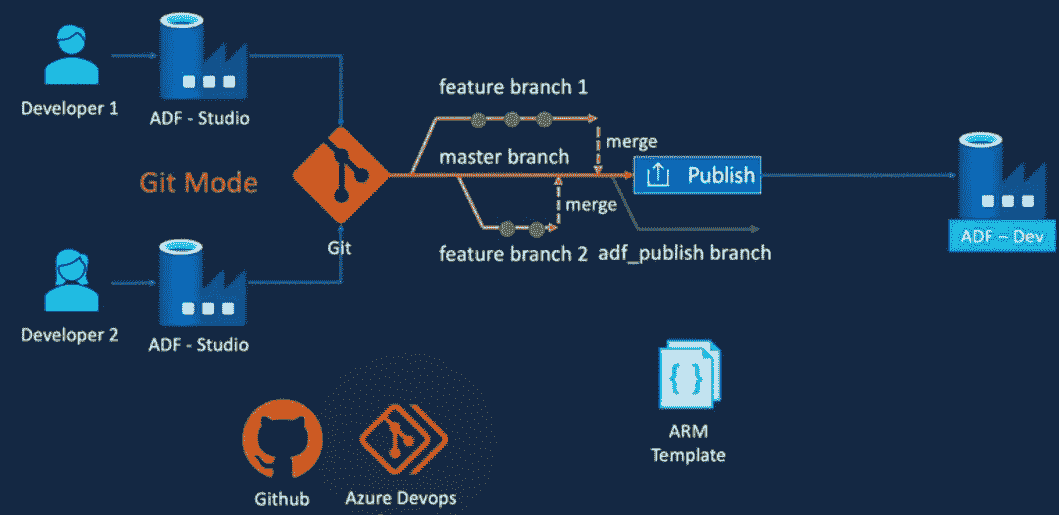 feature branch 1
Developer 1
ADF - Studio
merge
master branch
Git Mode
Publish
merge
ADF – Dev
Git
feature branch 2
adf_publish branch
Developer 2
ADF - Studio
{ }
ARM
Template
Github
Azure Devops